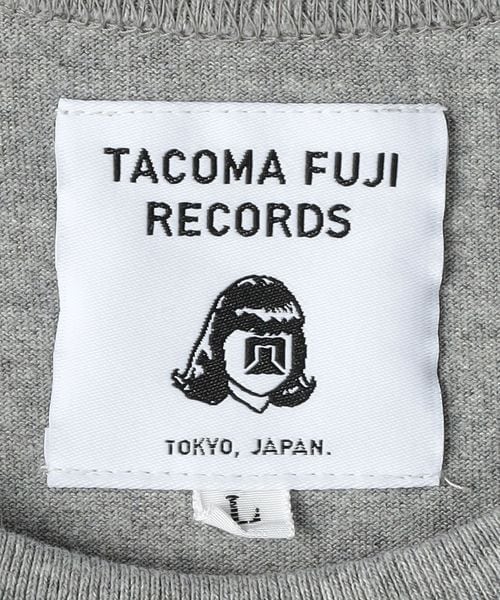 TACOMA FUJI
RECORDS
TOKYO, JAPAN.
L.